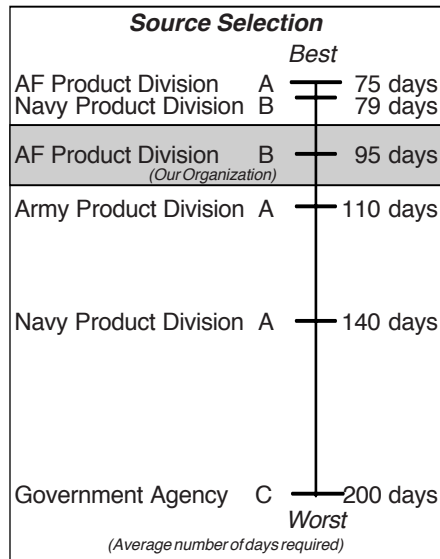 Source Selection
Best
AF Product Division A 75 days
Navy Product Division B 79 days
AF Product Division B 95 days
(Our Organization)
Army Product Division A 110 days
Navy Product Division A 140 days
Government Agency C 200 days
Worst
(Average number of days required)